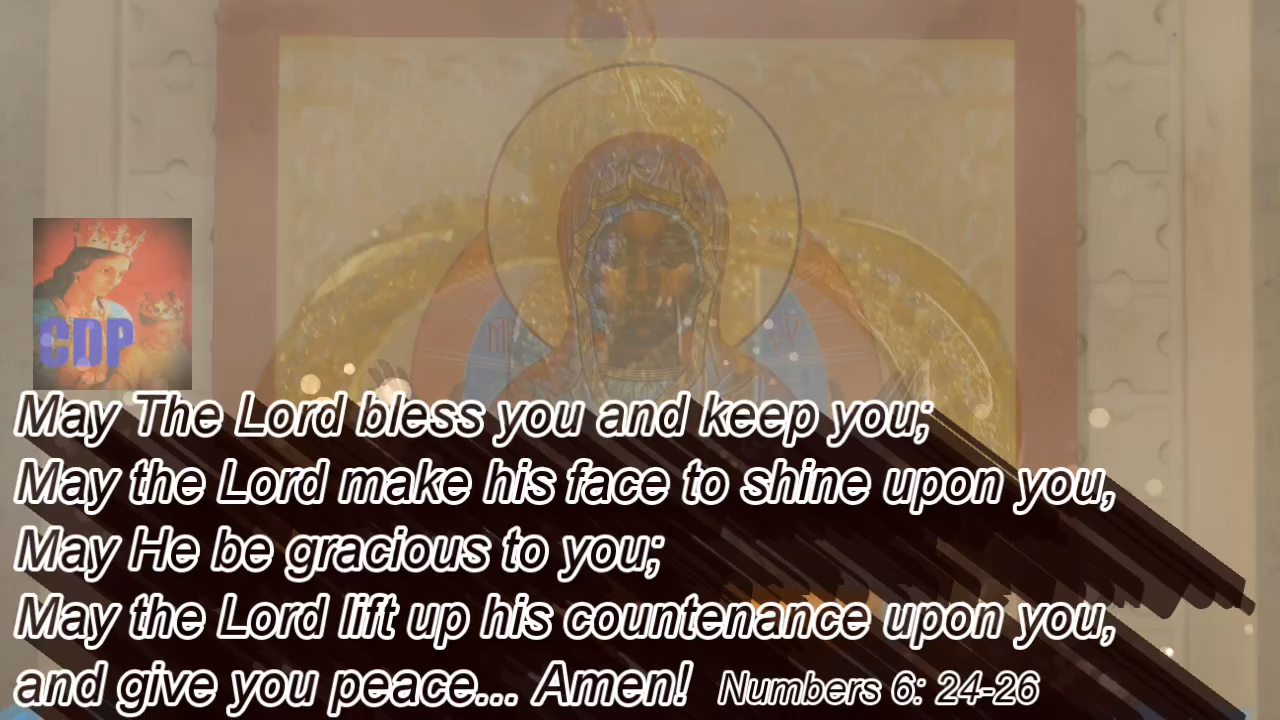 CDP
May The Lord bless you and keep you;
May the Lord make his face to shine upon you,
May He be gracious to you;
May the Lord lift up his countenance upon you,
and give you peace... Amen! Numbers 6: 24-26